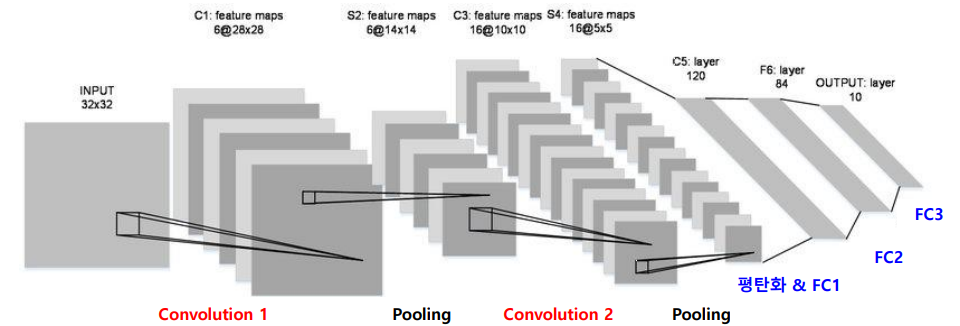 INPUT
32x32
C1: feature maps
6@28x28
S2: feature maps
6@14x14
C3: feature maps
16@10x10
S4: feature maps
16@5x5
C5: layer
120
F6: layer
84
OUTPUT: layer
10
FC3
FC2
평탄화 & FC1
Convolution 1
Pooling
Convolution 2
Pooling